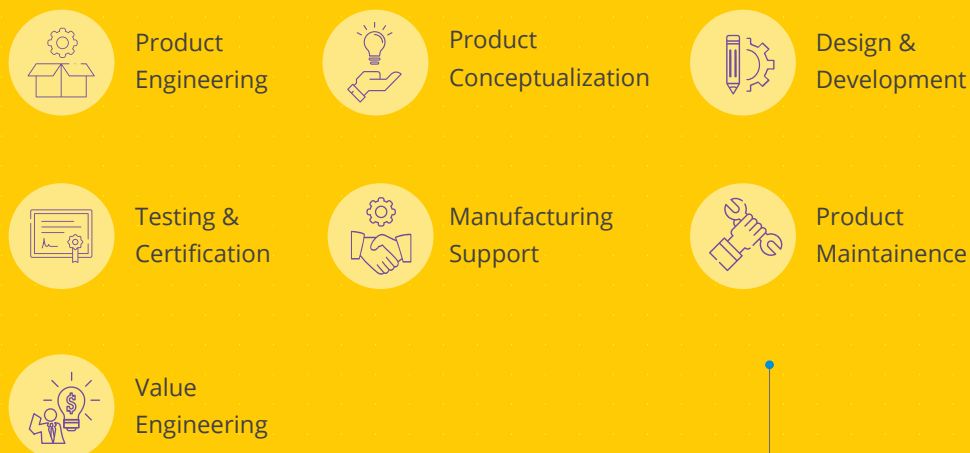 Product
Engineering
Product
Conceptualization
Design &
Development
Testing &
Certification
Manufacturing
Support
Product
Maintainence
Value
Engineering